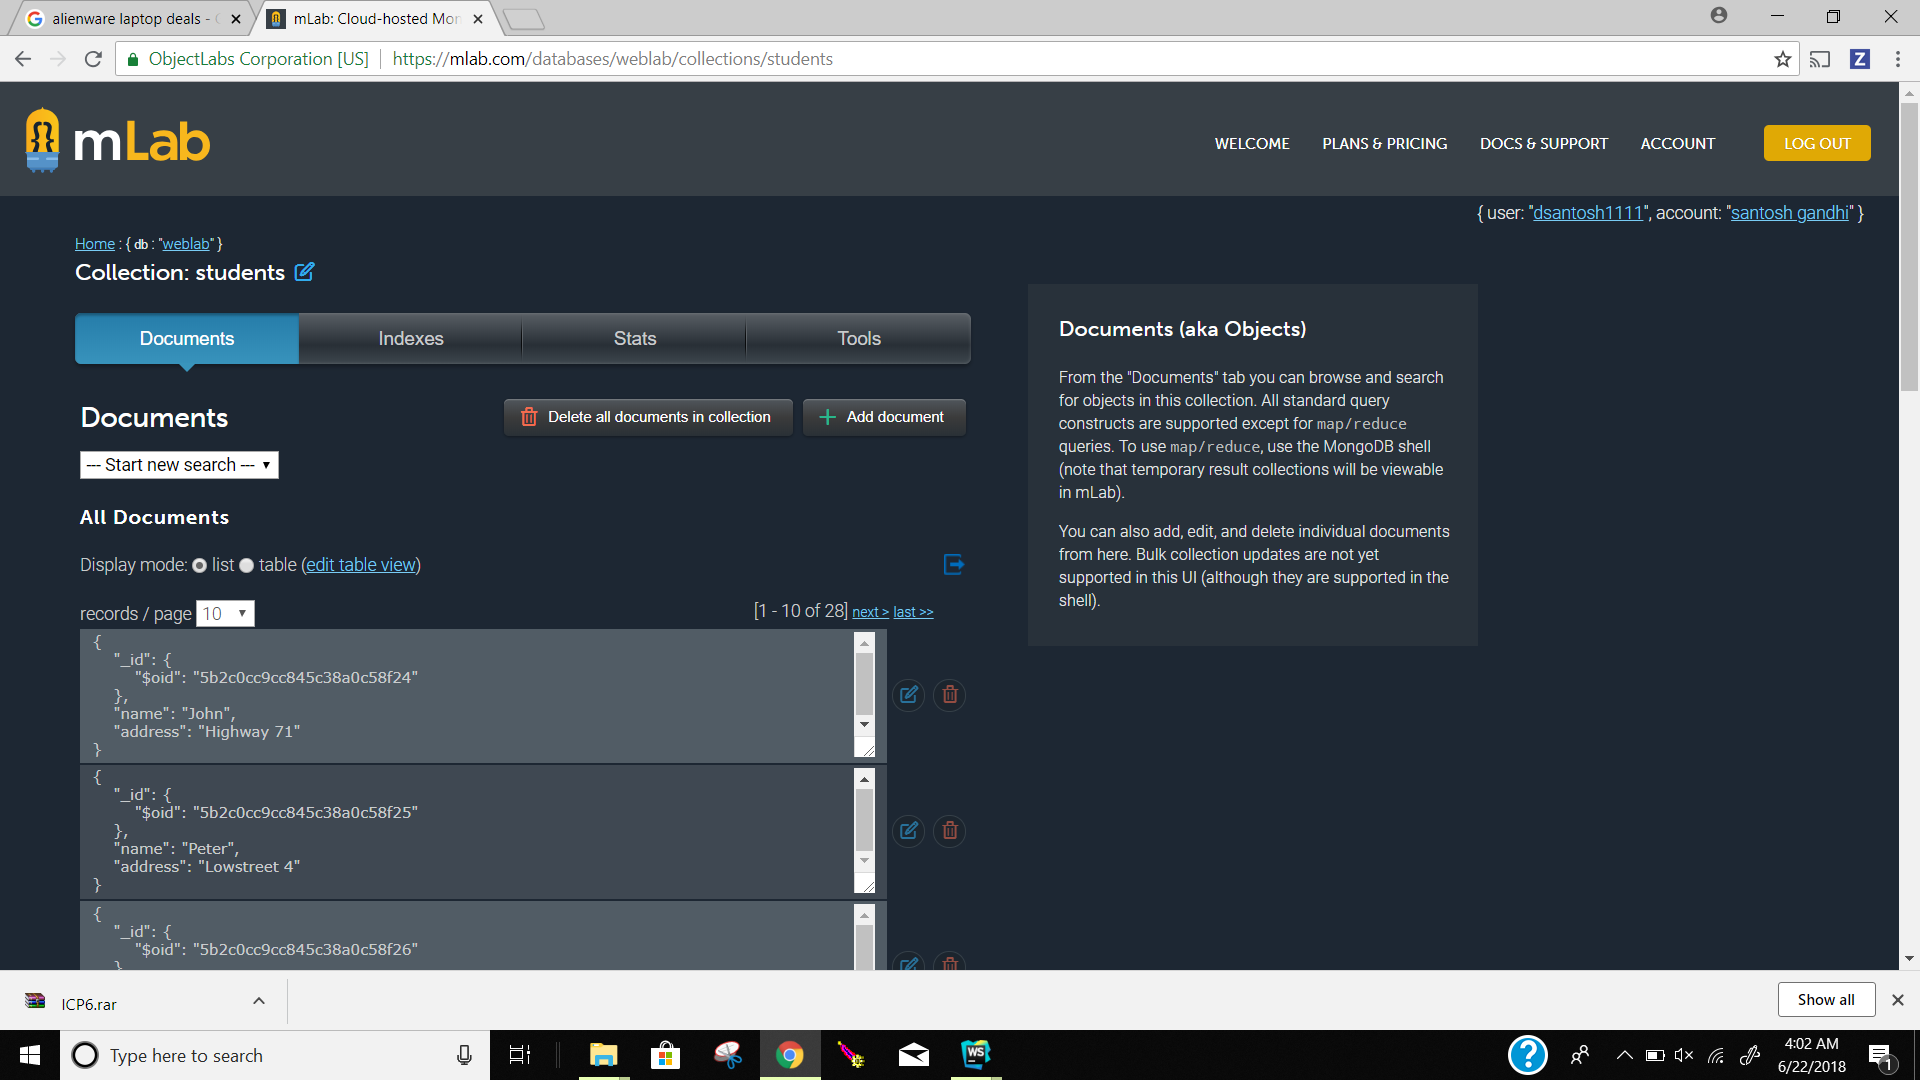 alienware laptop deals -
mLab: Cloud-hosted Mon
ObjectLabs Corporation [US]
https://mlab.com/databases/weblab/collections/students
Z
mLab
WELCOME
PLANS & PRICING
DOCS & SUPPORT
ACCOUNT
LOG OUT
{ user: "dsantosh1111", account: "santosh gandhi" }
Home : { db : "weblab" }
Collection: students
Documents
Indexes
Stats
Tools
Documents
Delete all documents in collection
Add document
--- Start new search ---
All Documents
Display mode: list table (edit table view)
records / page 10
[1 - 10 of 28] next > last >>
{
"_id": {
"$oid": "5b2c0cc9cc845c38a0c58f24"
},
"name": "John",
"address": "Highway 71"
}
{
"_id": {
"$oid": "5b2c0cc9cc845c38a0c58f25"
},
"name": "Peter",
"address": "Lowstreet 4"
}
{
"_id": {
"$oid": "5b2c0cc9cc845c38a0c58f26"
Documents (aka Objects)
From the "Documents" tab you can browse and search
for objects in this collection. All standard query
constructs are supported except for map/reduce
queries. To use map/reduce, use the MongoDB shell
(note that temporary result collections will be viewable
in mLab).
You can also add, edit, and delete individual documents
from here. Bulk collection updates are not yet
supported in this UI (although they are supported in the
shell).
ICP6.rar
Show all
Type here to search
WS
4:02 AM
6/22/2018
1